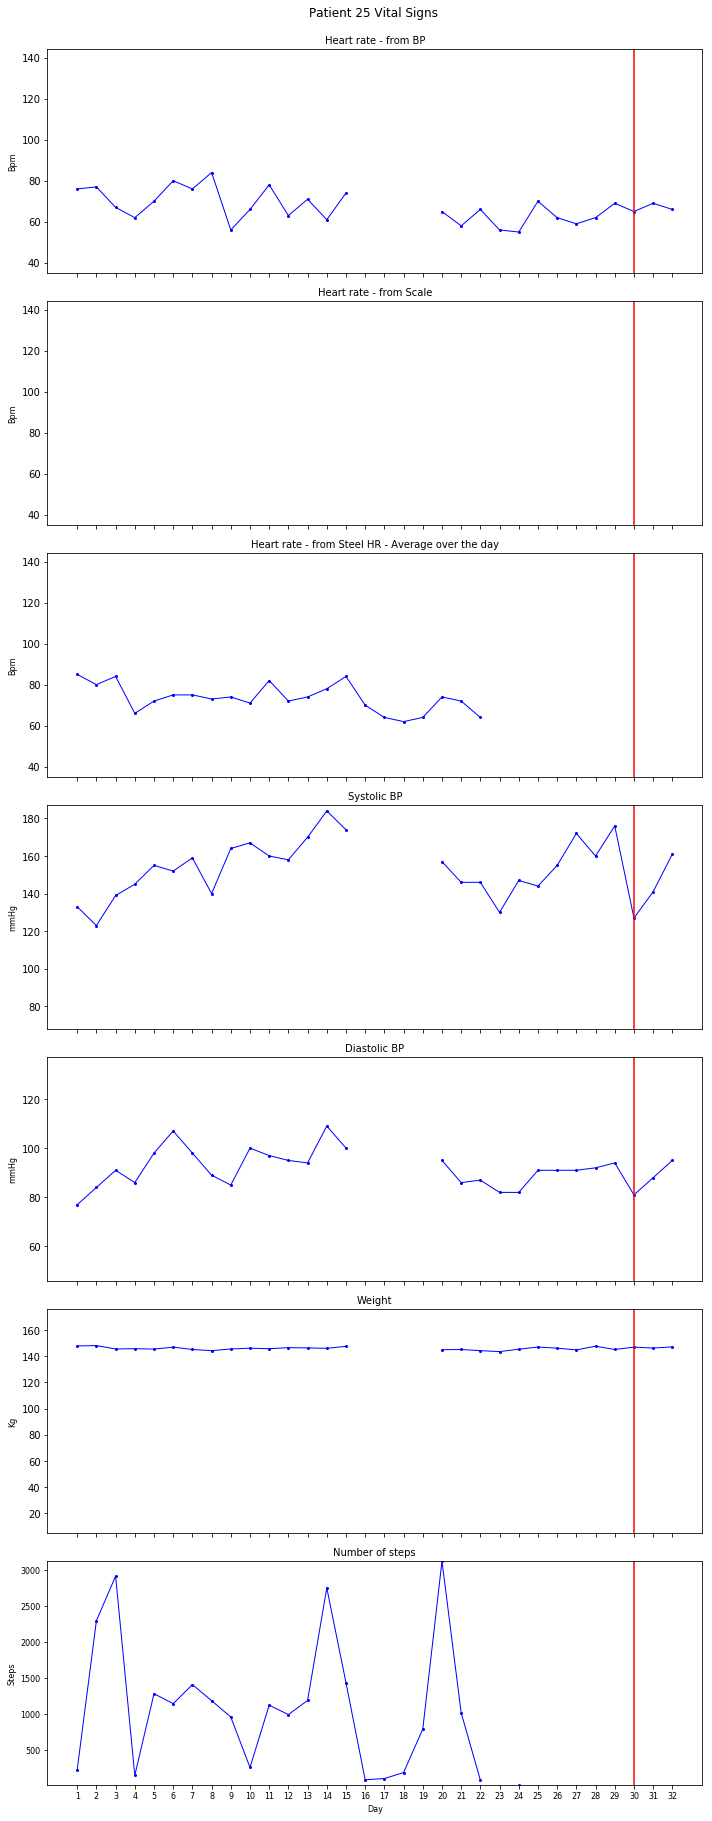 Patient 25 Vital Signs
Heart rate - from BP
140
120
100
80
60
40
Bpm
Heart rate - from Scale
140
120
100
80
60
40
Bpm
Heart rate - from Steel HR - Average over the day
140
120
100
80
60
40
Bpm
Systolic BP
180
160
140
120
100
80
mmHg
Diastolic BP
120
100
80
60
mmHg
Weight
160
140
120
100
80
60
40
20
Kg
Number of steps
3000
2500
2000
1500
1000
500
Steps
1 2 3 4 5 6 7 8 9 10 11 12 13 14 15 16 17 18 19 20 21 22 23 24 25 26 27 28 29 30 31 32
Day